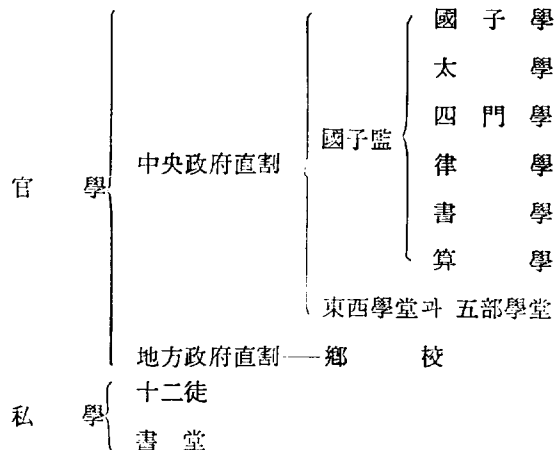 國子學
太學
四門學
中央政府直割 國子監 律學
官學 書學
算學
東西學堂과 五部學堂
地方政府直割——鄕校
十二徒
私學
書堂